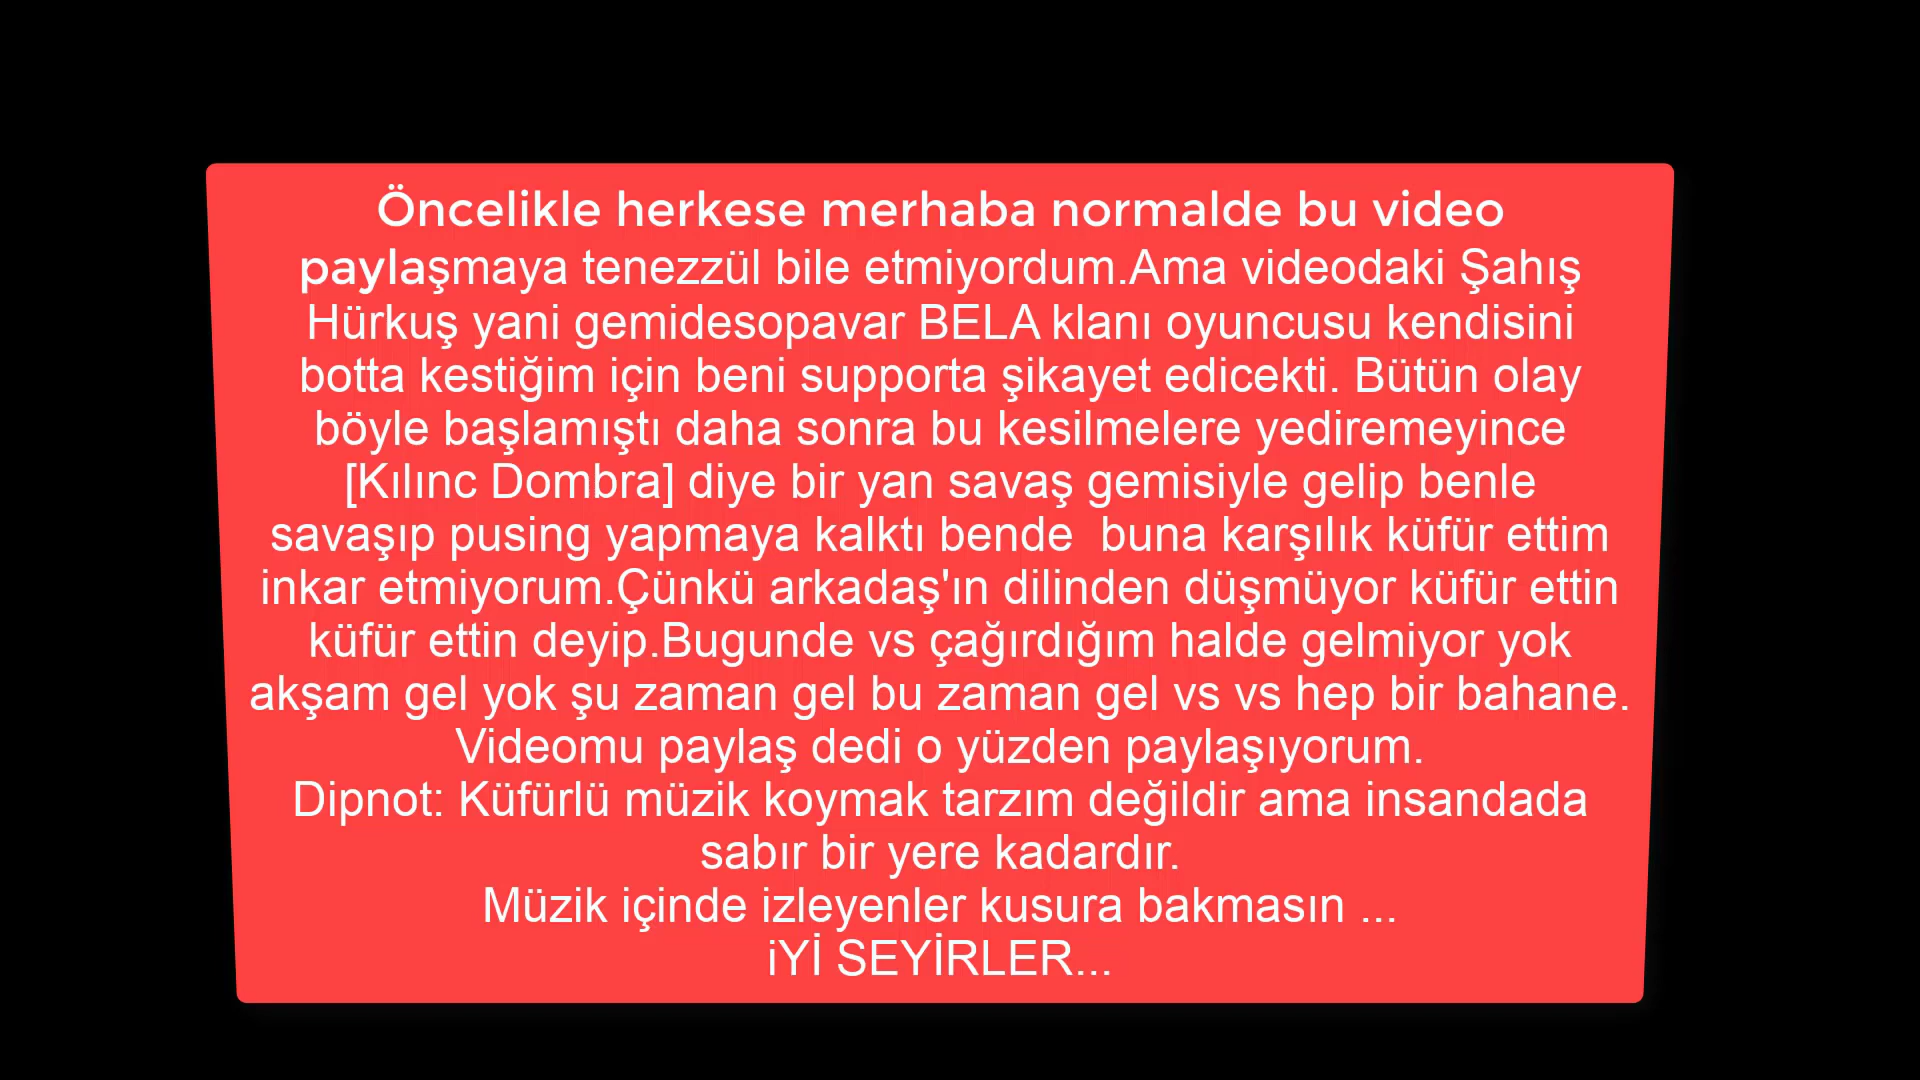 Öncelikle herkese merhaba normalde bu video
paylaşmaya tenezzül bile etmiyordum.Ama videodaki Şahış
Hürkuş yani gemidesopavar BELA klanı oyuncusu kendisini
botta kestiğim için beni supporta şikayet edicekti. Bütün olay
böyle başlamıştı daha sonra bu kesilmelere yediremeyince
[Kılınc Dombra] diye bir yan savaş gemisiyle gelip benle
savaşıp pusing yapmaya kalktı bende  buna karşılık küfür ettim
inkar etmiyorum.Çünkü arkadaş'ın dilinden düşmüyor küfür ettin
küfür ettin deyip.Bugunde vs çağırdığım halde gelmiyor yok
akşam gel yok şu zaman gel bu zaman gel vs vs hep bir bahane.
Videomu paylaş dedi o yüzden paylaşıyorum.
Dipnot: Küfürlü müzik koymak tarzım değildir ama insandada
sabır bir yere kadardır.
Müzik içinde izleyenler kusura bakmasın ...
iYİ SEYİRLER...